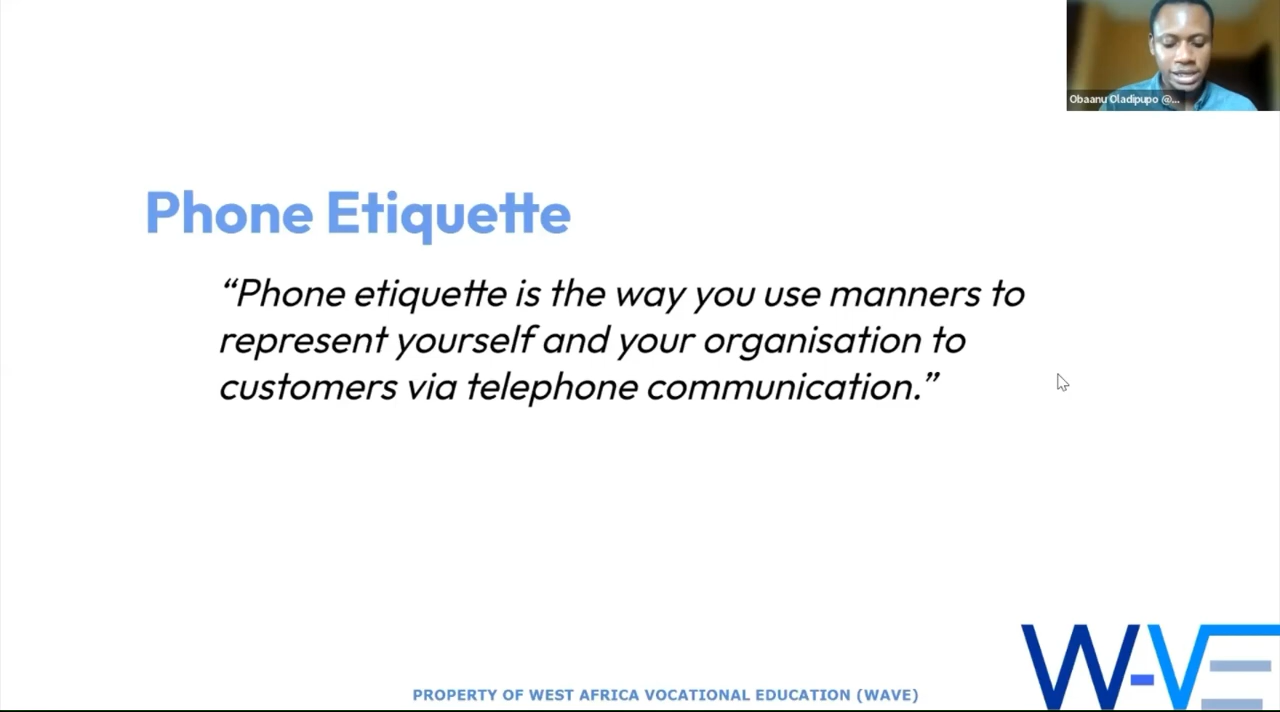 Obaanu Oladipupo @...
Phone Etiquette
“Phone etiquette is the way you use manners to
represent yourself and your organisation to
customers via telephone communication.”
WAVE
PROPERTY OF WEST AFRICA VOCATIONAL EDUCATION (WAVE)